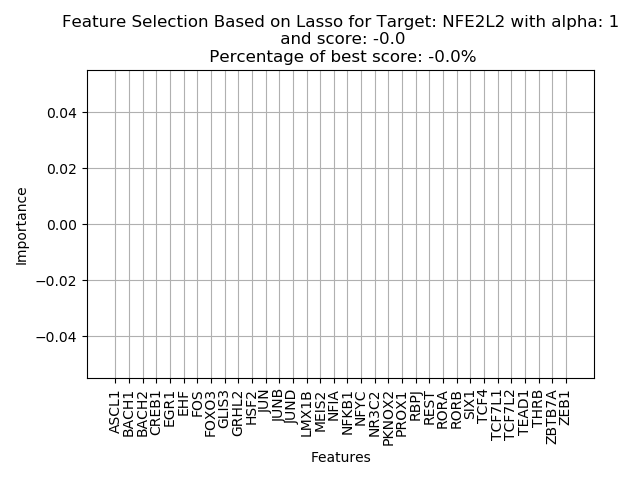 Feature Selection Based on Lasso for Target: NFE2L2 with alpha: 1
and score: -0.0
Percentage of best score: -0.0%
0.04
0.02
0.00
−0.02
−0.04
Importance
ASCL1
BACH1
BACH2
CREB1
EGR1
EHF
FOS
FOXO3
GLIS3
GRHL2
HSF2
JUN
JUNB
JUND
LMX1B
MEIS2
NFIA
NFKB1
NFYC
NR3C2
PKNOX2
PROX1
RBPJ
REST
RORA
RORB
SIX1
TCF4
TCF7L1
TCF7L2
TEAD1
THRB
ZBTB7A
ZEB1
Features